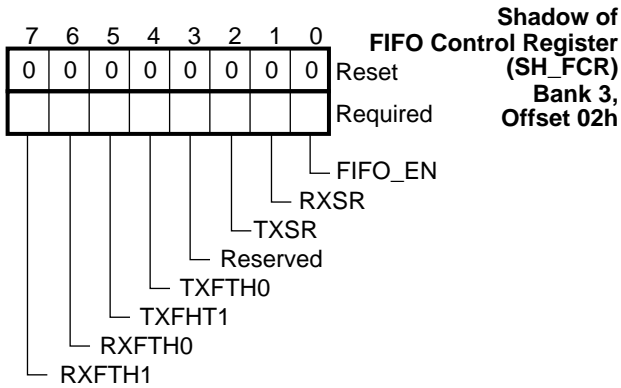 Shadow of
FIFO Control Register
(SH_FCR)
Bank 3,
Offset 02h
7 6 5 4 3 2 1 0
0 0 0 0 0 0 0 0 Reset
Required
FIFO_EN
RXSR
TXSR
Reserved
TXFTH0
TXFHT1
RXFTH0
RXFTH1